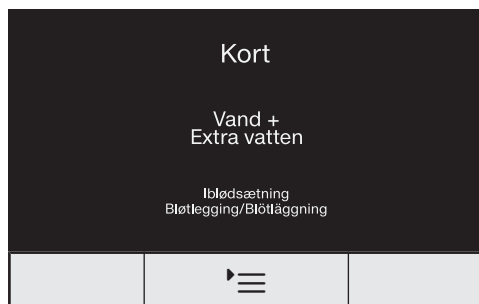 Kort
Vand +
Extra vatten
Iblødsætning
Bløtlegging/Blötläggning